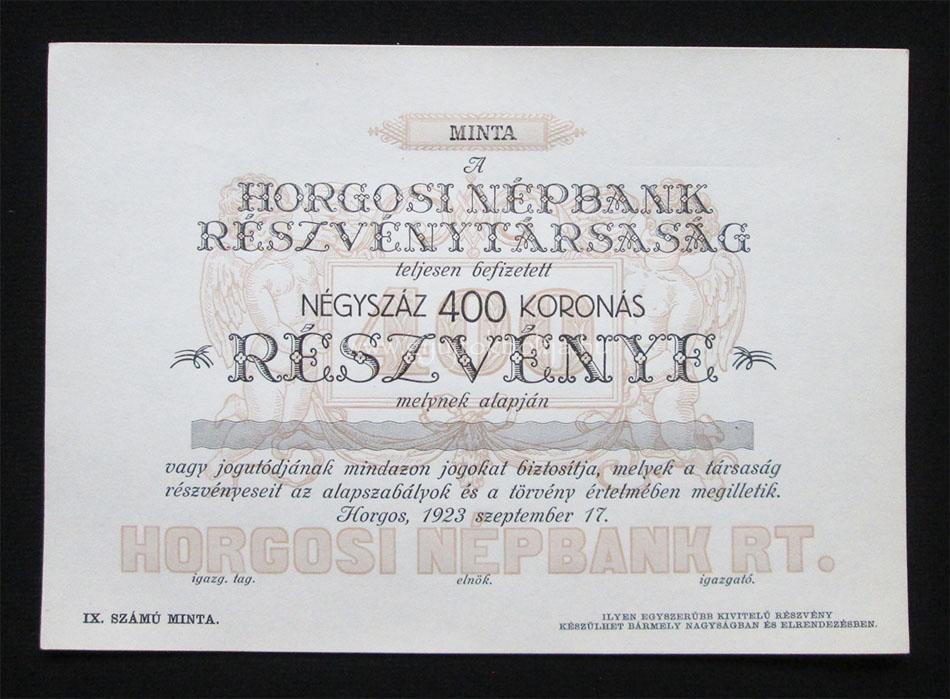 MINTA
A
HORGOSI NÉPBANK
RÉSZVÉNYTÁRSASÁG
teljesen befizetett
NÉGYSZÁZ 400 KORONÁS
400
RÉSZVÉNYE
melynek alapján
vagy jogutódjának mindazon jogokat biztosítja, melyek a társaság
részvényeseit az alapszabályok és a törvény értelmében megilletik.
Horgos, 1923 szeptember 17.
HORGOSI NÉPBANK RT.
igazg. tag. elnök. igazgató.
IX. SZÁMÚ MINTA.
ILYEN EGYSZERŰBB KIVITELŰ RÉSZVÉNY
KÉSZÜLHET BÁRMELY NAGYSÁGBAN ÉS ELRENDEZÉSBEN.